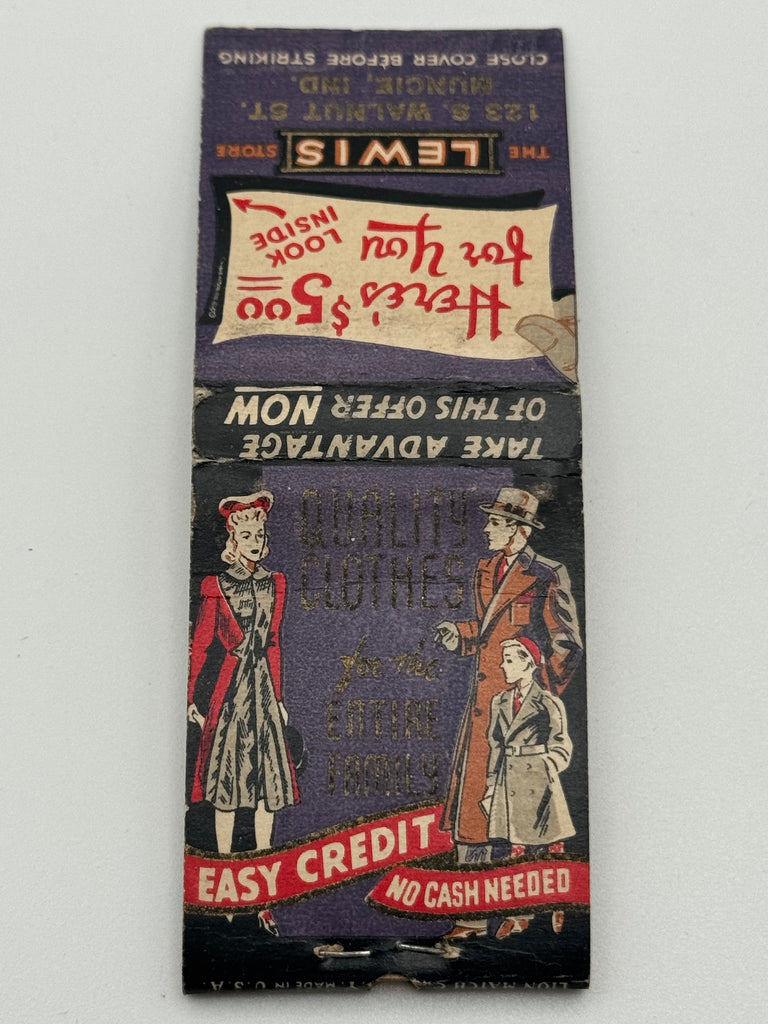 CLOSE COVER BEFORE STRIKING
123 S. WALNUT ST.
MUNCIE, IND.
THE LEWIS STORE
Here's $5.00
for You
LOOK
INSIDE
TAKE ADVANTAGE
OF THIS OFFER NOW
QUALITY
CLOTHES
for the
ENTIRE
FAMILY
EASY CREDIT
NO CASH NEEDED
LION MATCH C
Y. MADE IN U.S.A.